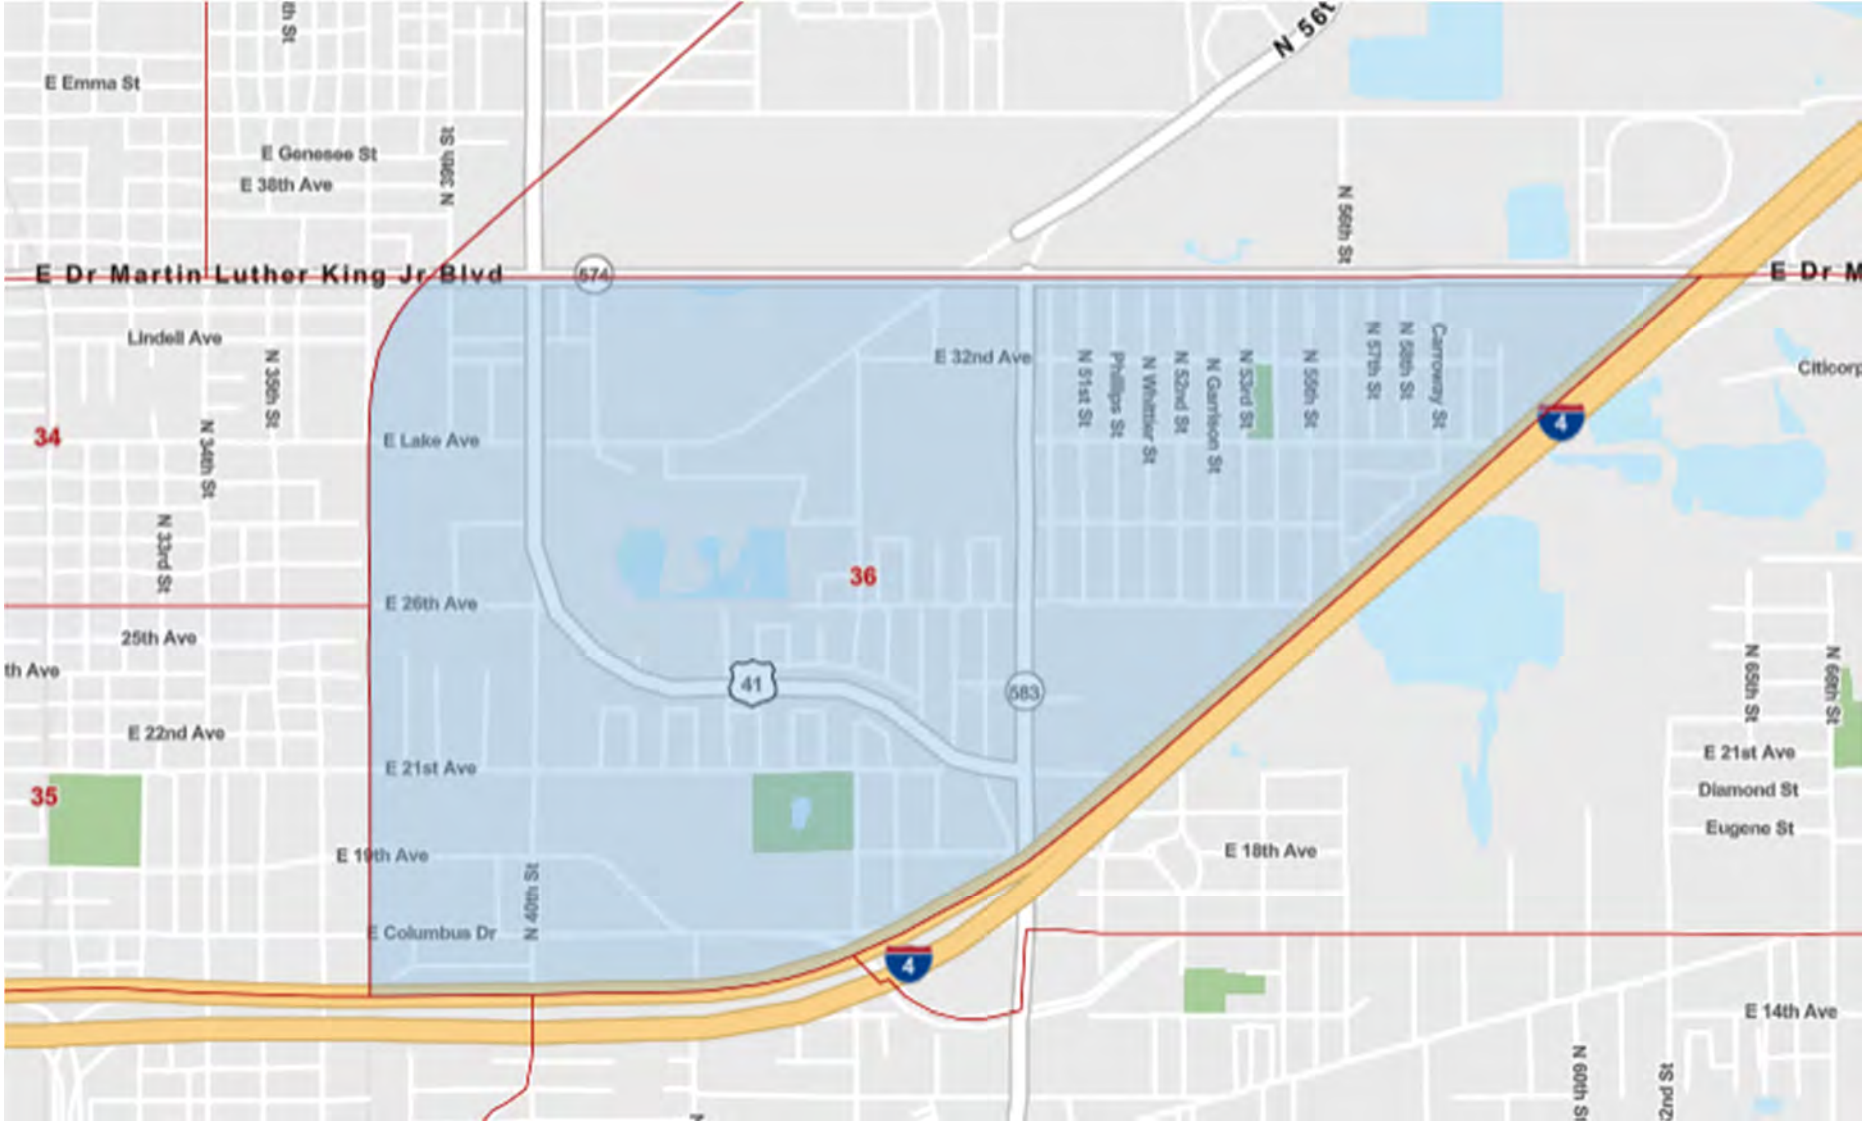 th St
N 56t
E Emma St
E Genesee St
N 39th St
E 38th Ave
N 56th St
E Dr Martin Luther King Jr Blvd
574
E Dr M
Lindell Ave
N 35th St
E 32nd Ave
N 51st St
Phillips St
N Whittier St
N 52nd St
N Garrison St
N 53rd St
N 55th St
N 57th St
N 58th St
Carroway St
Citicorp
4
34
N 34th St
E Lake Ave
N 33rd St
36
E 26th Ave
25th Ave
th Ave
N 65th St
N 66th St
41
583
E 22nd Ave
E 21st Ave
E 21st Ave
Diamond St
35
Eugene St
E 19th Ave
E 18th Ave
N 40th St
E Columbus Dr
4
E 14th Ave
N 60th St
2nd St
N